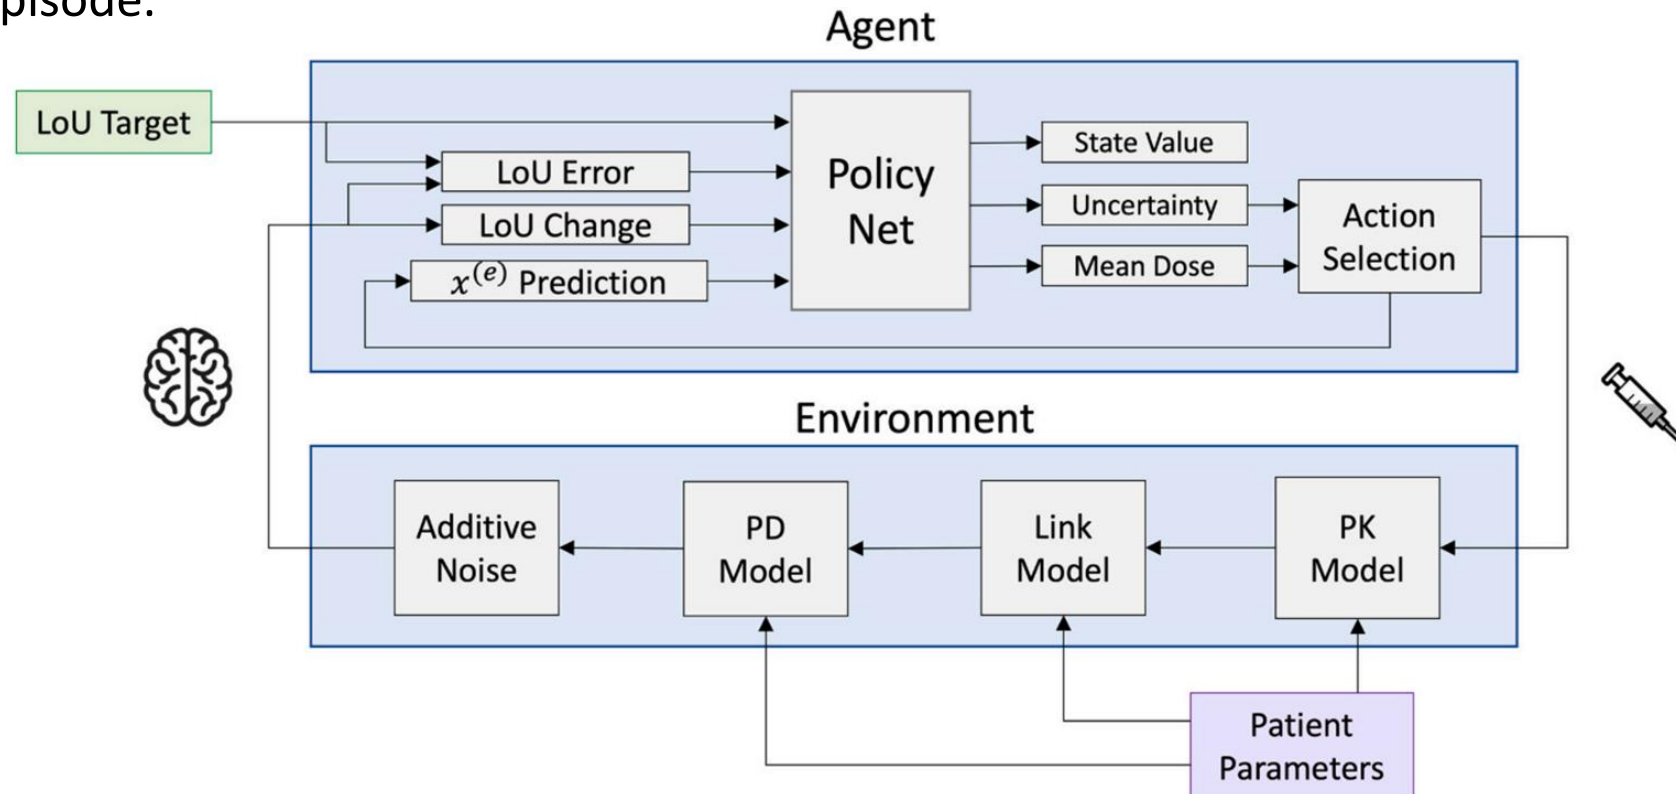 pisode.
Agent
LoU Target
LoU Error
LoU Change
x^(e) Prediction
Policy
Net
State Value
Uncertainty
Mean Dose
Action
Selection
Environment
Additive
Noise
PD
Model
Link
Model
PK
Model
Patient
Parameters